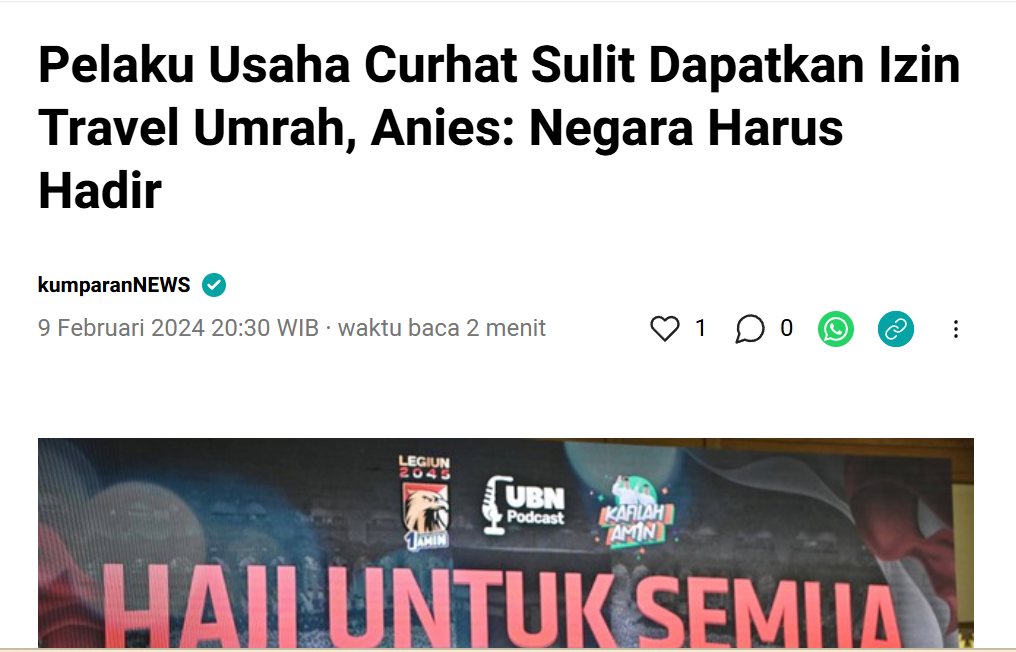 Pelaku Usaha Curhat Sulit Dapatkan Izin
Travel Umrah, Anies: Negara Harus
Hadir
kumparanNEWS
9 Februari 2024 20:30 WIB · waktu baca 2 menit
1
0
LEGIUN
2045
1AMIN
UBN
Podcast
KAFILAH
AMIN
HAJI UNTUK SEMUA